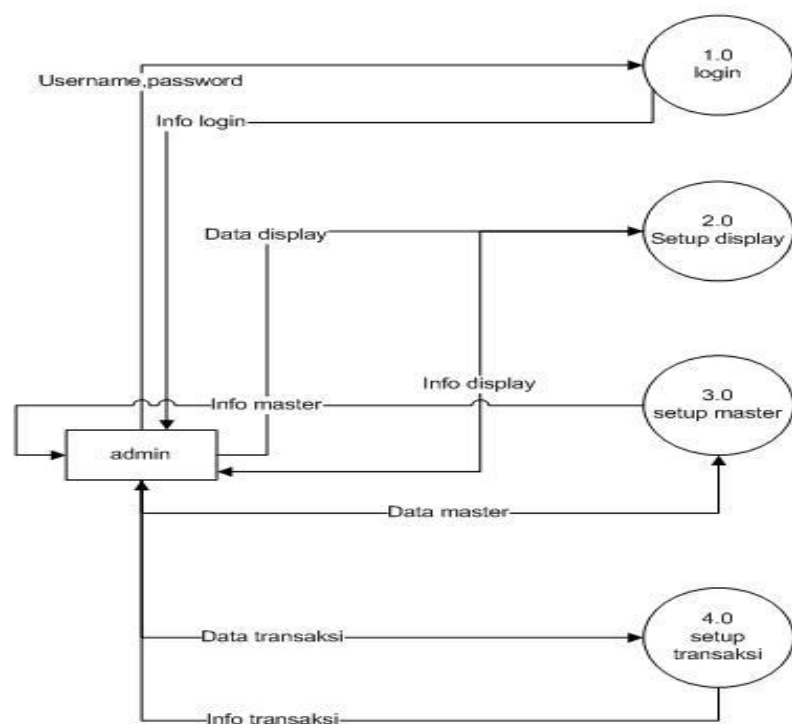 1.0
login
Username,password
Info login
2.0
Setup display
Data display
Info display
3.0
setup master
Info master
admin
Data master
4.0
setup
transaksi
Data transaksi
Info transaksi